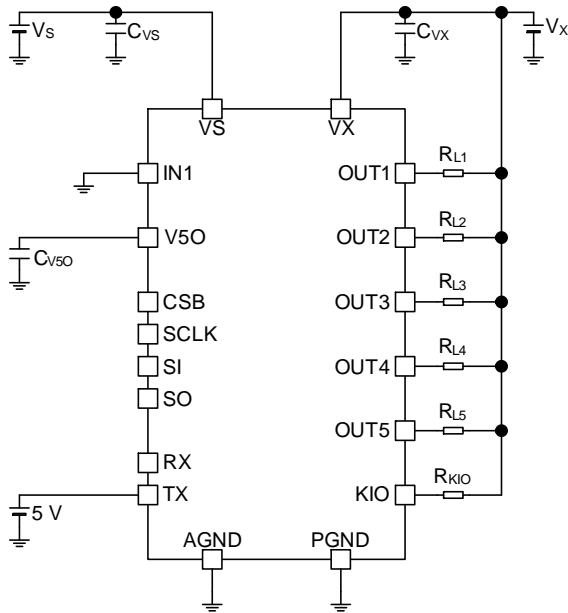 VS CVS CVX VX
VS VX
IN1 OUT1 RL1
V5O OUT2 RL2
CV5O
CSB OUT3 RL3
SCLK
SI OUT4 RL4
SO
OUT5 RL5
RX
TX KIO RKIO
5 V
AGND PGND